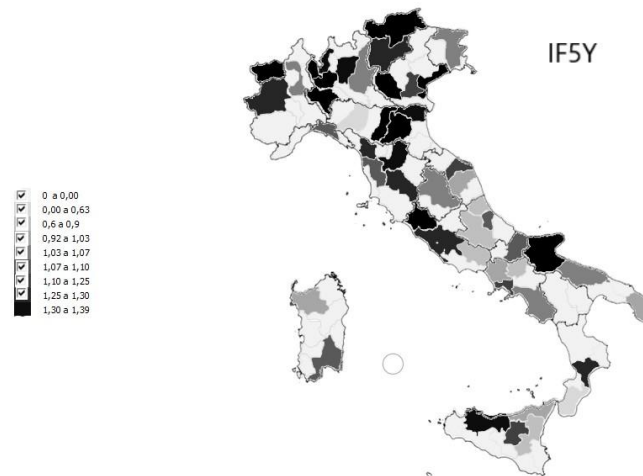 IF5Y
0 a 0,00
0,00 a 0,63
0,6 a 0,9
0,92 a 1,03
1,03 a 1,07
1,07 a 1,10
1,10 a 1,25
1,25 a 1,30
1,30 a 1,39